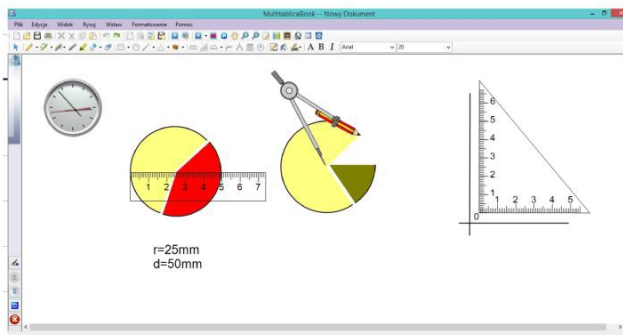 MultitablicaBook -- Nowy Dokument
Plik Edycja Widok Rysuj Wstaw Formatowanie Pomoc
A B I Arial 20
1 2 3 4 5 6 7
r=25mm
d=50mm
6
5
4
3
2
1
0
1 2 3 4 5